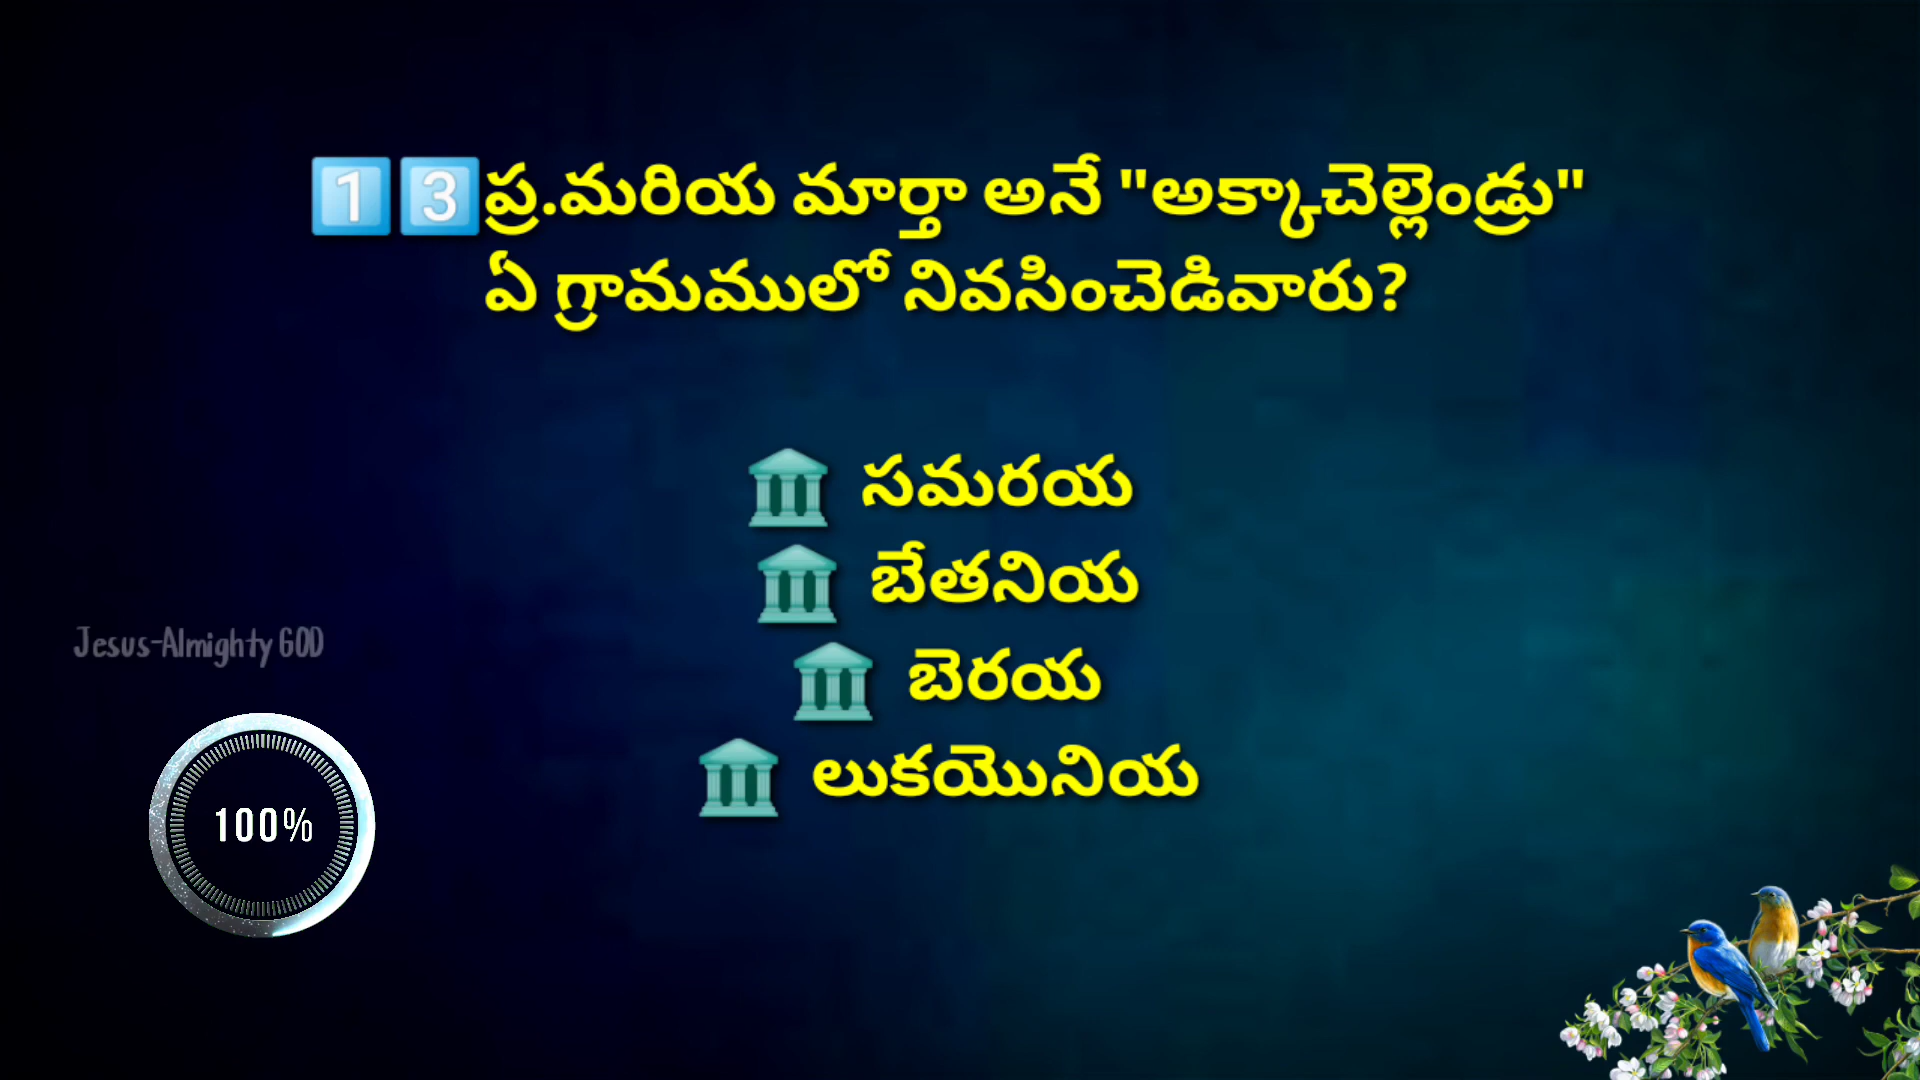 1️⃣3️⃣ప్ర.మరియ మార్తా అనే "అక్కాచెల్లెండ్రు"
ఏ గ్రామములో నివసించెడివారు?
🏛 సమరయ
🏛 బేతనియ
🏛 బెరయ
🏛 లుకయొనియ
Jesus-Almighty GOD
100%